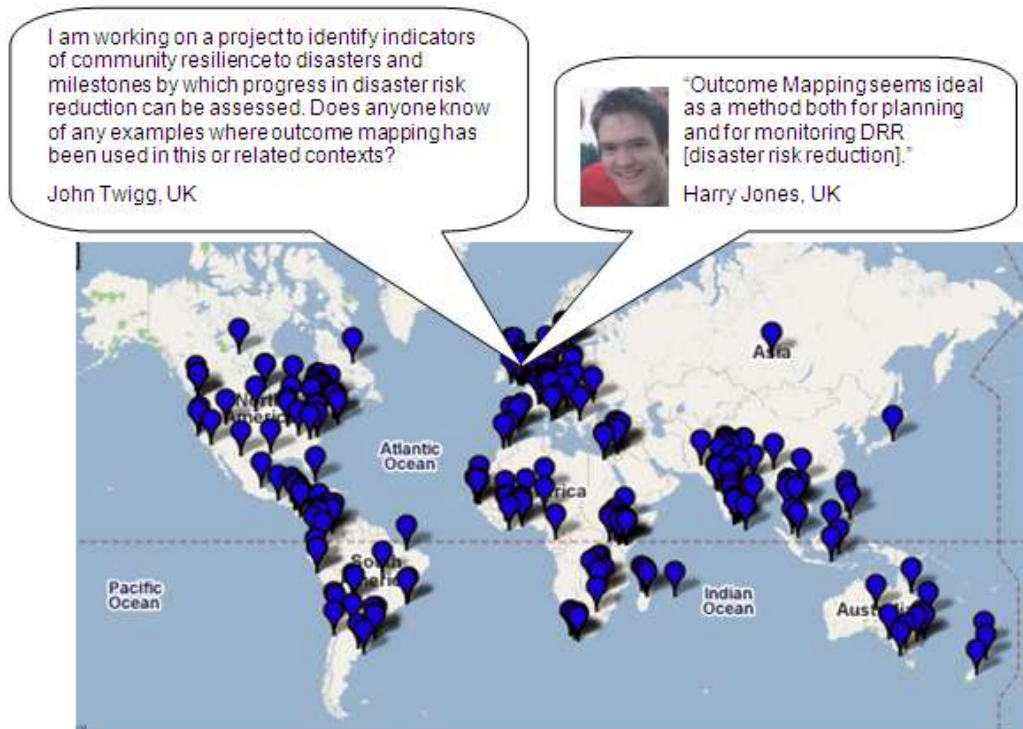 I am working on a project to identify indicators
of community resilience to disasters and
milestones by which progress in disaster risk
reduction can be assessed. Does anyone know
of any examples where outcome mapping has
been used in this or related contexts?
John Twigg, UK
“Outcome Mapping seems ideal
as a method both for planning
and for monitoring DRR
[disaster risk reduction].”
Harry Jones, UK
Asia
Atlantic
Ocean
Pacific
Ocean
Indian
Ocean